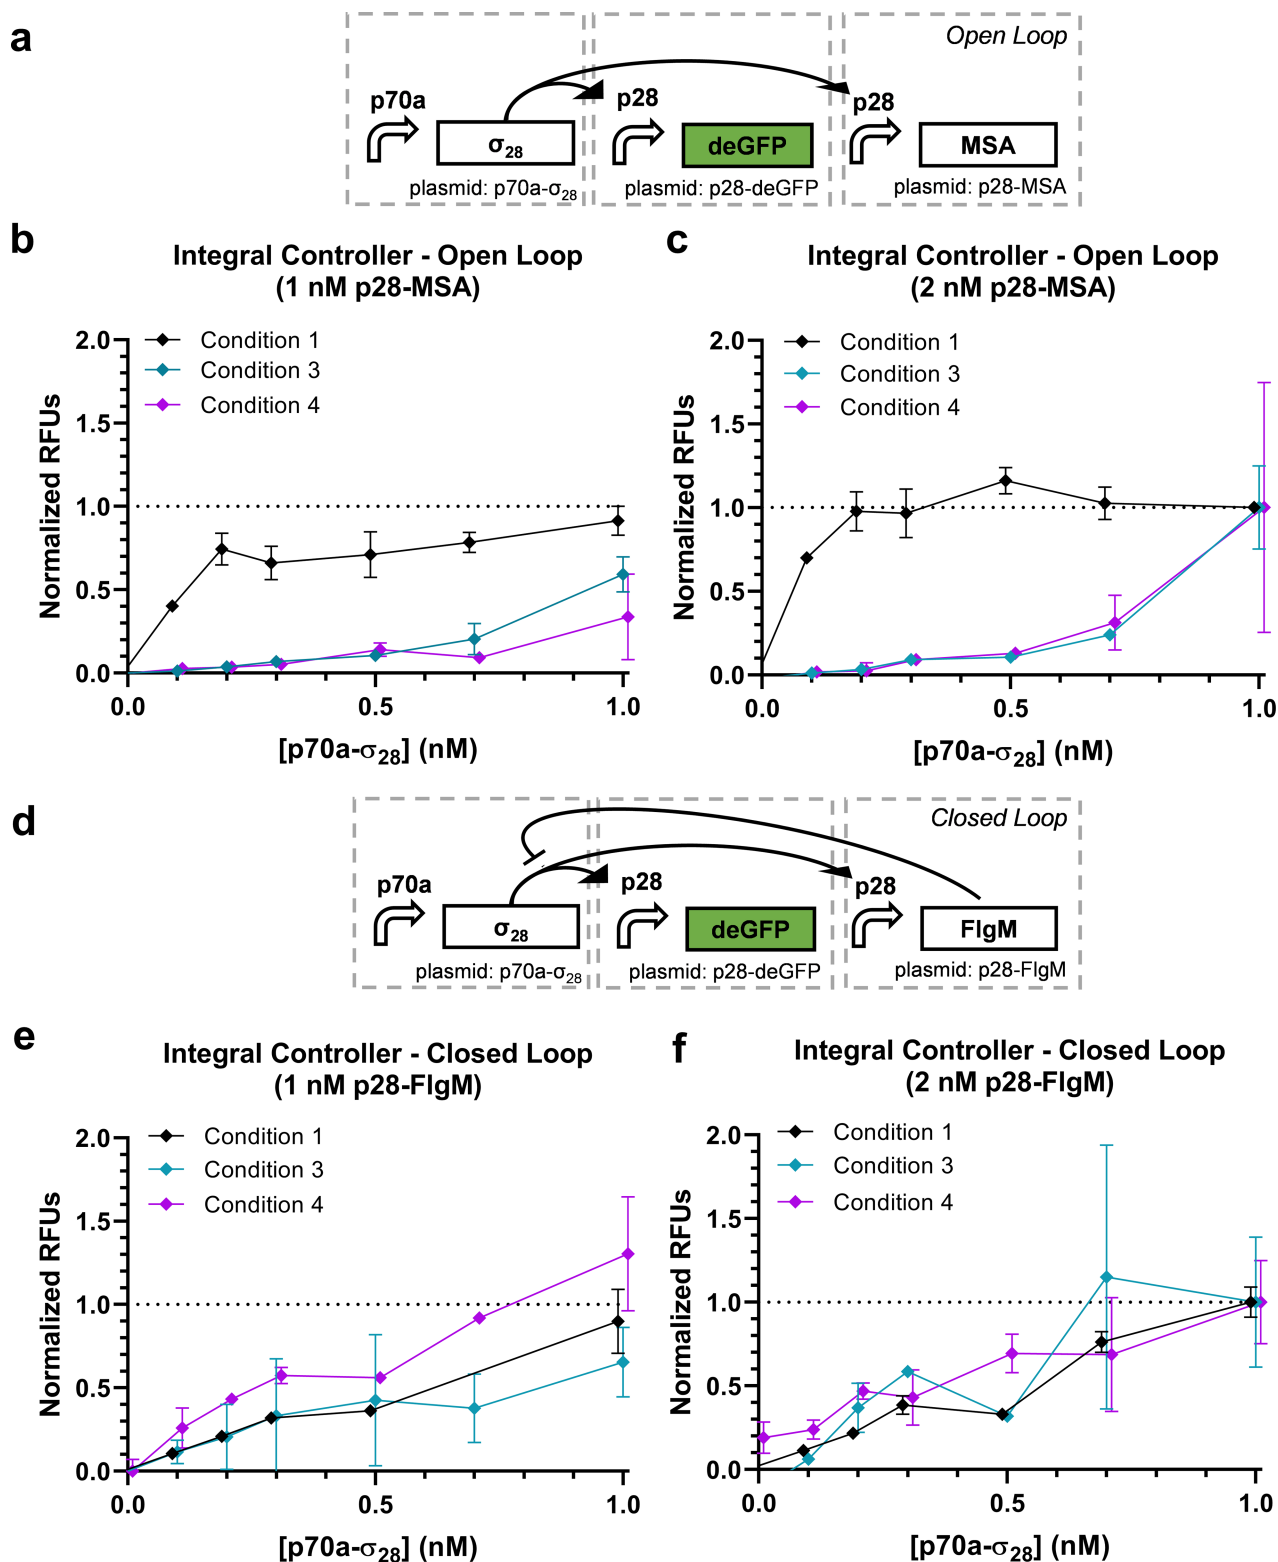 a
Open Loop
p70a
p28
p28
σ28
deGFP
MSA
plasmid: p70a-σ28
plasmid: p28-deGFP
plasmid: p28-MSA
b
Integral Controller - Open Loop
(1 nM p28-MSA)
Condition 1
Condition 3
Condition 4
Normalized RFUs
2.0
1.5
1.0
0.5
0.0
0.0
0.5
1.0
[p70a-σ28] (nM)
c
Integral Controller - Open Loop
(2 nM p28-MSA)
Condition 1
Condition 3
Condition 4
Normalized RFUs
2.0
1.5
1.0
0.5
0.0
0.0
0.5
1.0
[p70a-σ28] (nM)
d
Closed Loop
p70a
p28
p28
σ28
deGFP
FlgM
plasmid: p70a-σ28
plasmid: p28-deGFP
plasmid: p28-FlgM
e
Integral Controller - Closed Loop
(1 nM p28-FlgM)
Condition 1
Condition 3
Condition 4
Normalized RFUs
2.0
1.5
1.0
0.5
0.0
0.0
0.5
1.0
[p70a-σ28] (nM)
f
Integral Controller - Closed Loop
(2 nM p28-FlgM)
Condition 1
Condition 3
Condition 4
Normalized RFUs
2.0
1.5
1.0
0.5
0.0
0.0
0.5
1.0
[p70a-σ28] (nM)